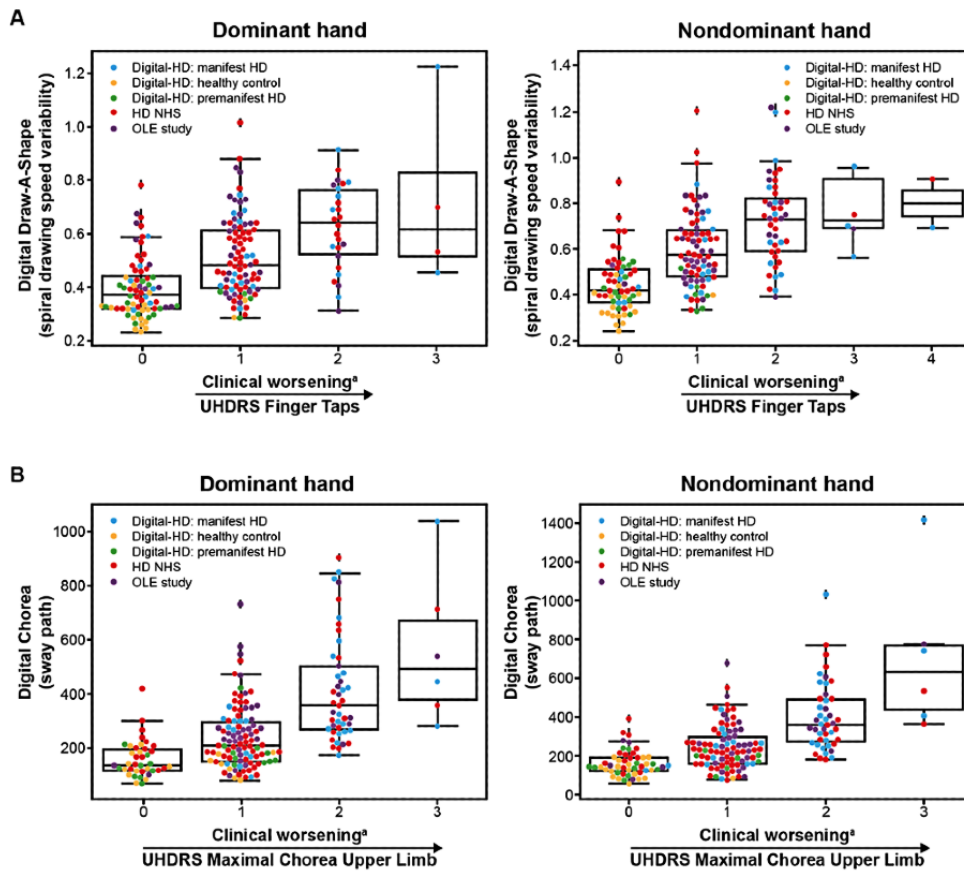 A
Dominant hand
Digital Draw-A-Shape
(spiral drawing speed variability)
1.2
1.0
0.8
0.6
0.4
0.2
Digital-HD: manifest HD
Digital-HD: healthy control
Digital-HD: premanifest HD
HD NHS
OLE study
0 1 2 3
Clinical worseningᵃ
UHDRS Finger Taps
Nondominant hand
Digital Draw-A-Shape
(spiral drawing speed variability)
1.4
1.2
1.0
0.8
0.6
0.4
0.2
Digital-HD: manifest HD
Digital-HD: healthy control
Digital-HD: premanifest HD
HD NHS
OLE study
0 1 2 3 4
Clinical worseningᵃ
UHDRS Finger Taps
B
Dominant hand
Digital Chorea
(sway path)
1000
800
600
400
200
Digital-HD: manifest HD
Digital-HD: healthy control
Digital-HD: premanifest HD
HD NHS
OLE study
0 1 2 3
Clinical worseningᵃ
UHDRS Maximal Chorea Upper Limb
Nondominant hand
Digital Chorea
(sway path)
1400
1200
1000
800
600
400
200
0
Digital-HD: manifest HD
Digital-HD: healthy control
Digital-HD: premanifest HD
HD NHS
OLE study
0 1 2 3
Clinical worseningᵃ
UHDRS Maximal Chorea Upper Limb